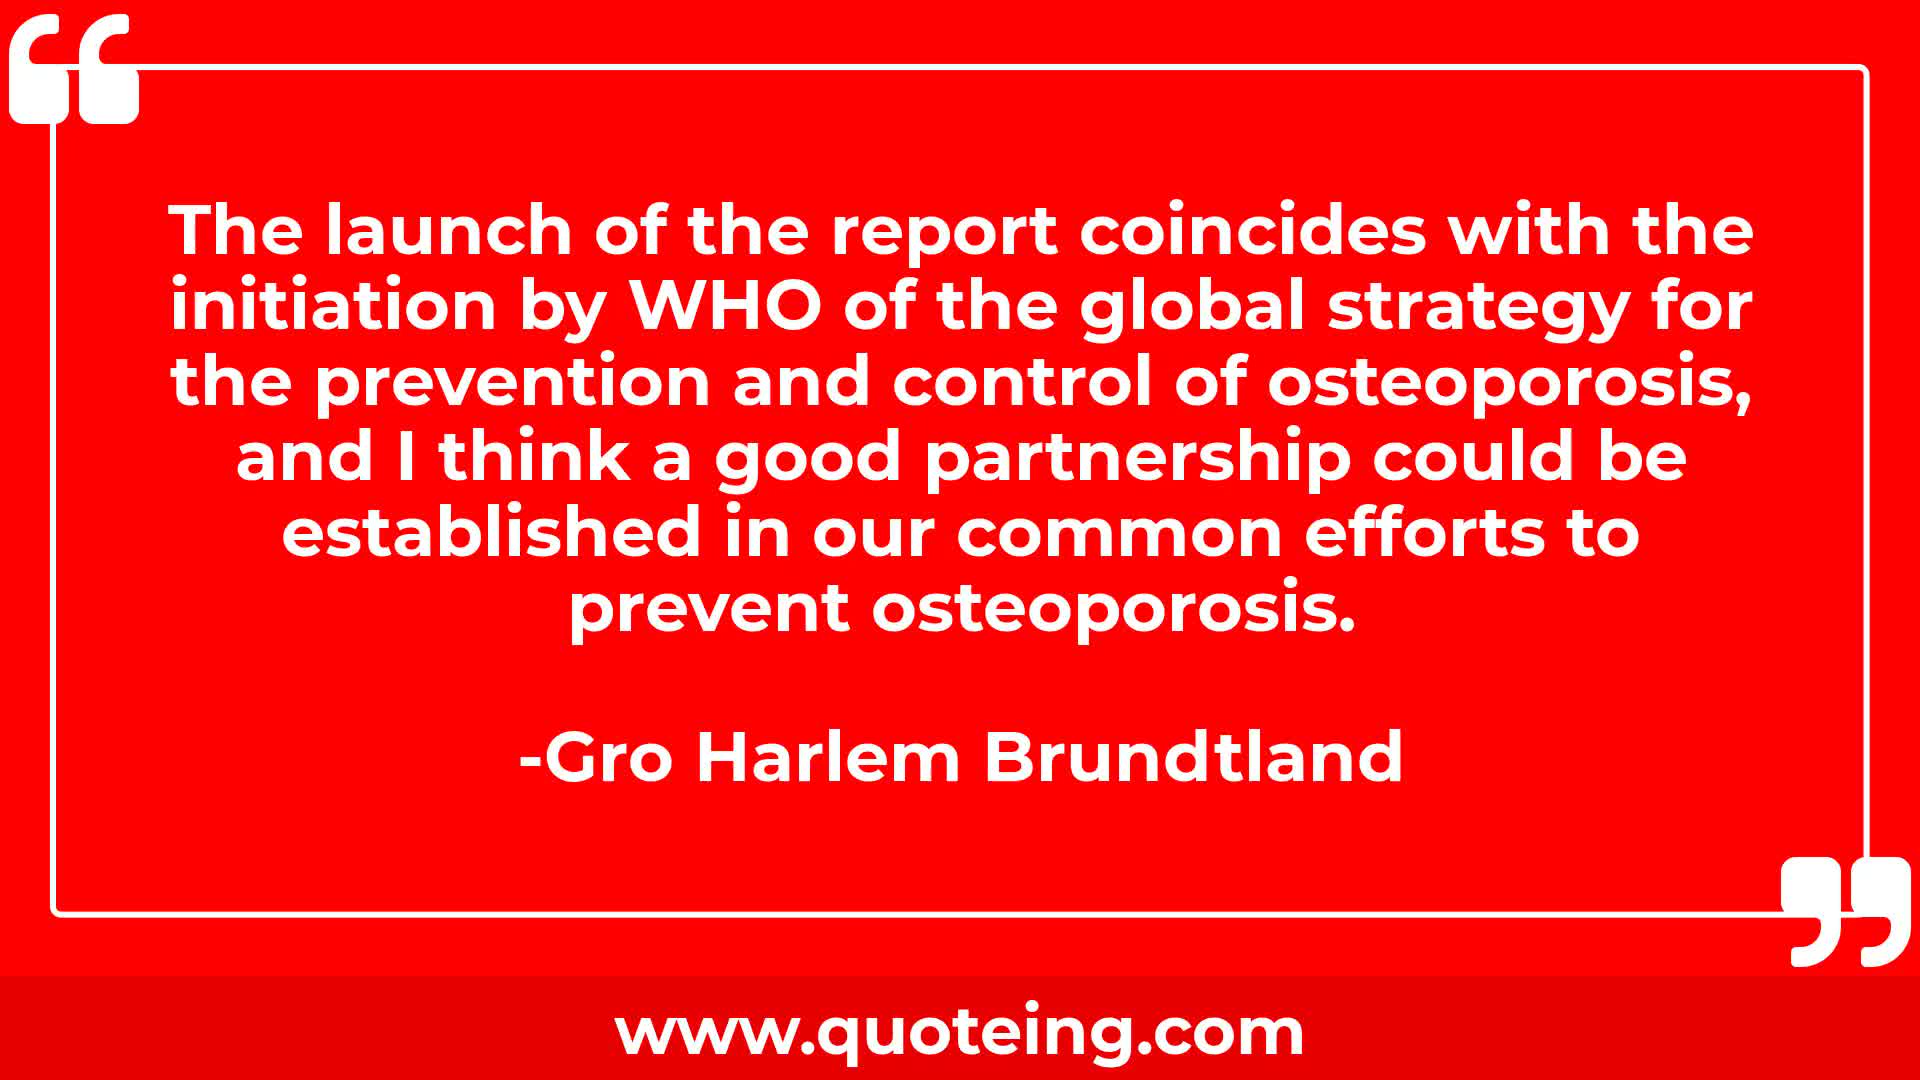 The launch of the report coincides with the
initiation by WHO of the global strategy for
the prevention and control of osteoporosis,
and I think a good partnership could be
established in our common efforts to
prevent osteoporosis.
-Gro Harlem Brundtland
www.quoteing.com